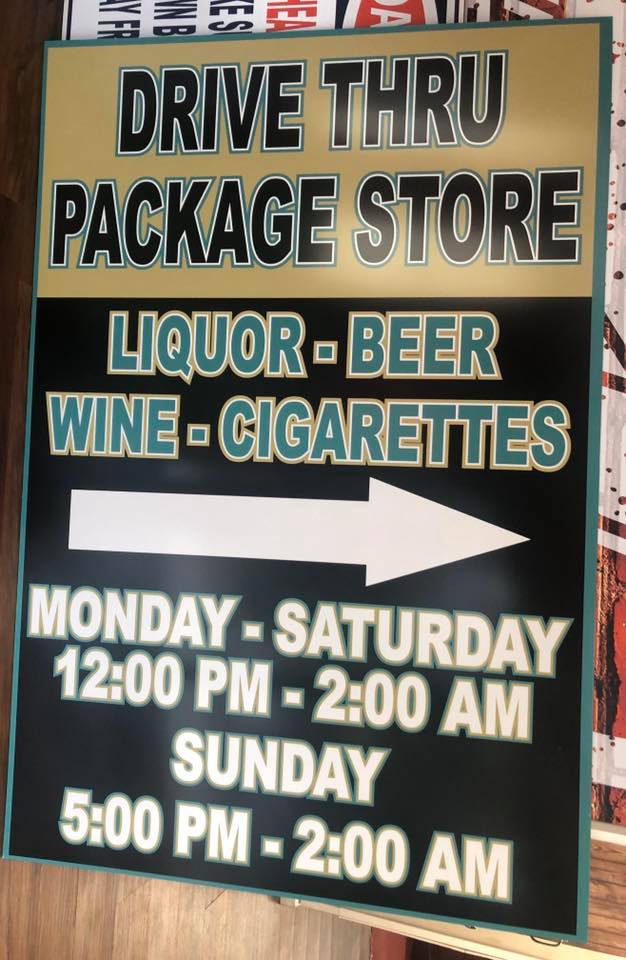 DRIVE THRU
PACKAGE STORE
LIQUOR - BEER
WINE - CIGARETTES
MONDAY - SATURDAY
12:00 PM - 2:00 AM
SUNDAY
5:00 PM - 2:00 AM